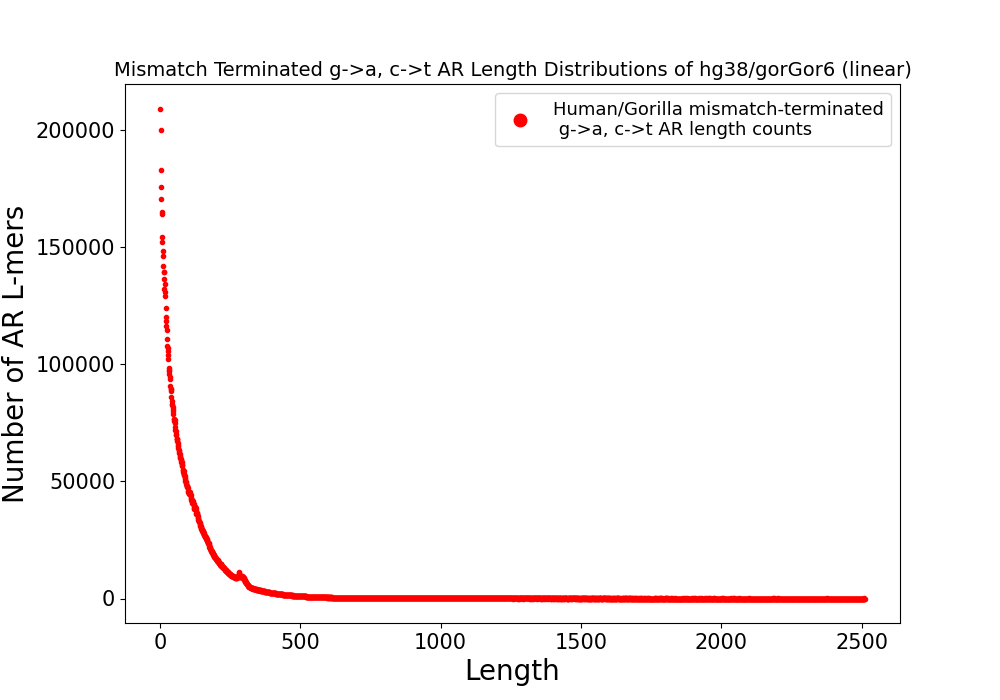 Mismatch Terminated g->a, c->t AR Length Distributions of hg38/gorGor6 (linear)
Human/Gorilla mismatch-terminated
g->a, c->t AR length counts
Number of AR L-mers
200000
150000
100000
50000
0
0 500 1000 1500 2000 2500
Length